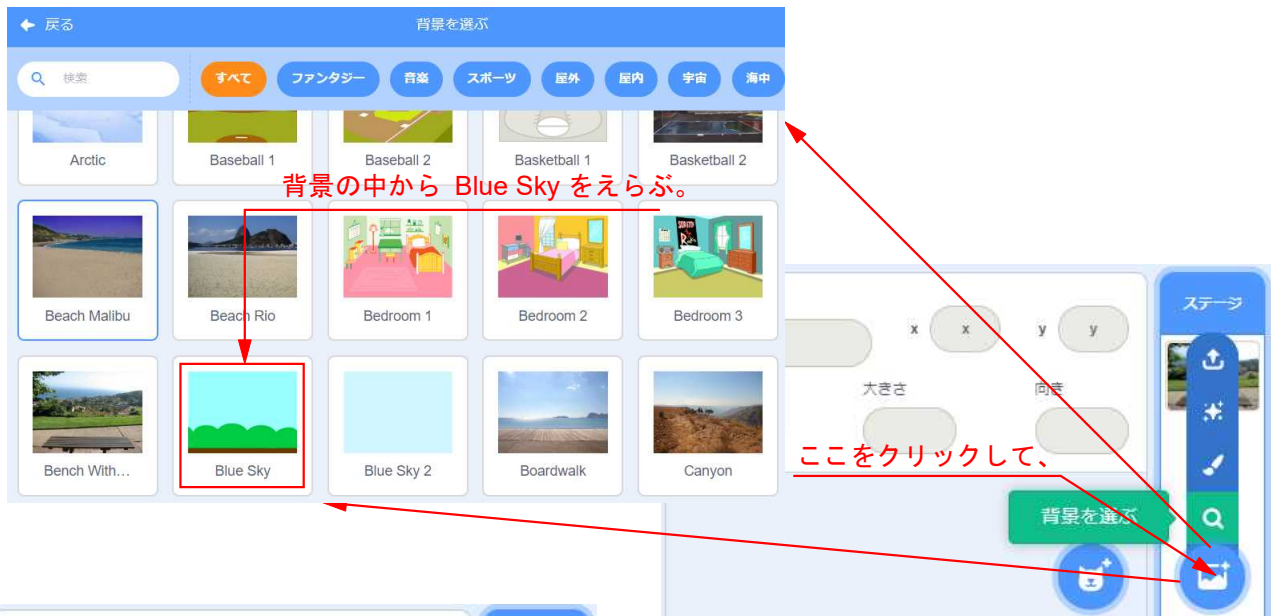 戻る
背景を選ぶ
検索
すべて
ファンタジー
音楽
スポーツ
屋外
屋内
宇宙
海中
Arctic
Baseball 1
Baseball 2
Basketball 1
Basketball 2
背景の中から Blue Sky をえらぶ。
Beach Malibu
Beach Rio
Bedroom 1
Bedroom 2
Bedroom 3
Bench With...
Blue Sky
Blue Sky 2
Boardwalk
Canyon
ステージ
x
x
y
y
大きさ
向き
ここをクリックして、
背景を選ぶ